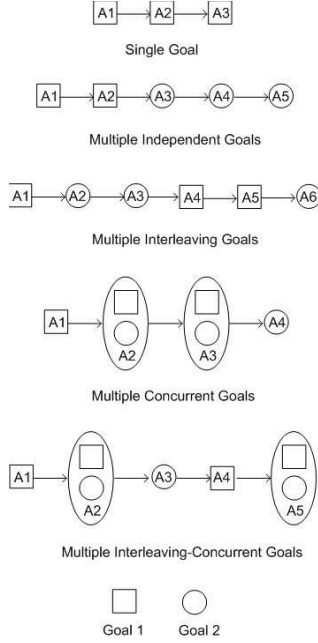 A1 A2 A3
Single Goal
A1 A2 A3 A4 A5
Multiple Independent Goals
A1 A2 A3 A4 A5 A6
Multiple Interleaving Goals
A1 A2 A3 A4
Multiple Concurrent Goals
A1 A2 A3 A4 A5
Multiple Interleaving-Concurrent Goals
Goal 1 Goal 2